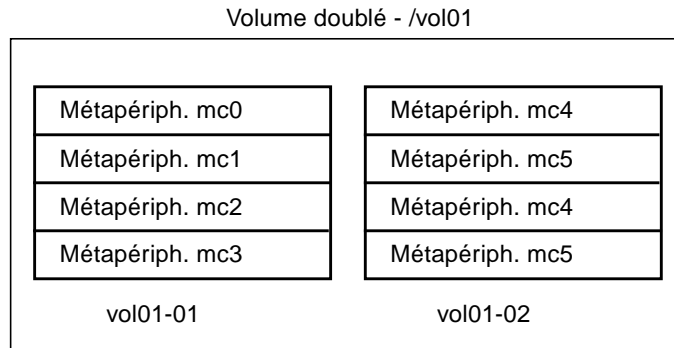 Volume doublé - /vol01
Métapériph. mc0
Métapériph. mc1
Métapériph. mc2
Métapériph. mc3
vol01-01
Métapériph. mc4
Métapériph. mc5
Métapériph. mc4
Métapériph. mc5
vol01-02